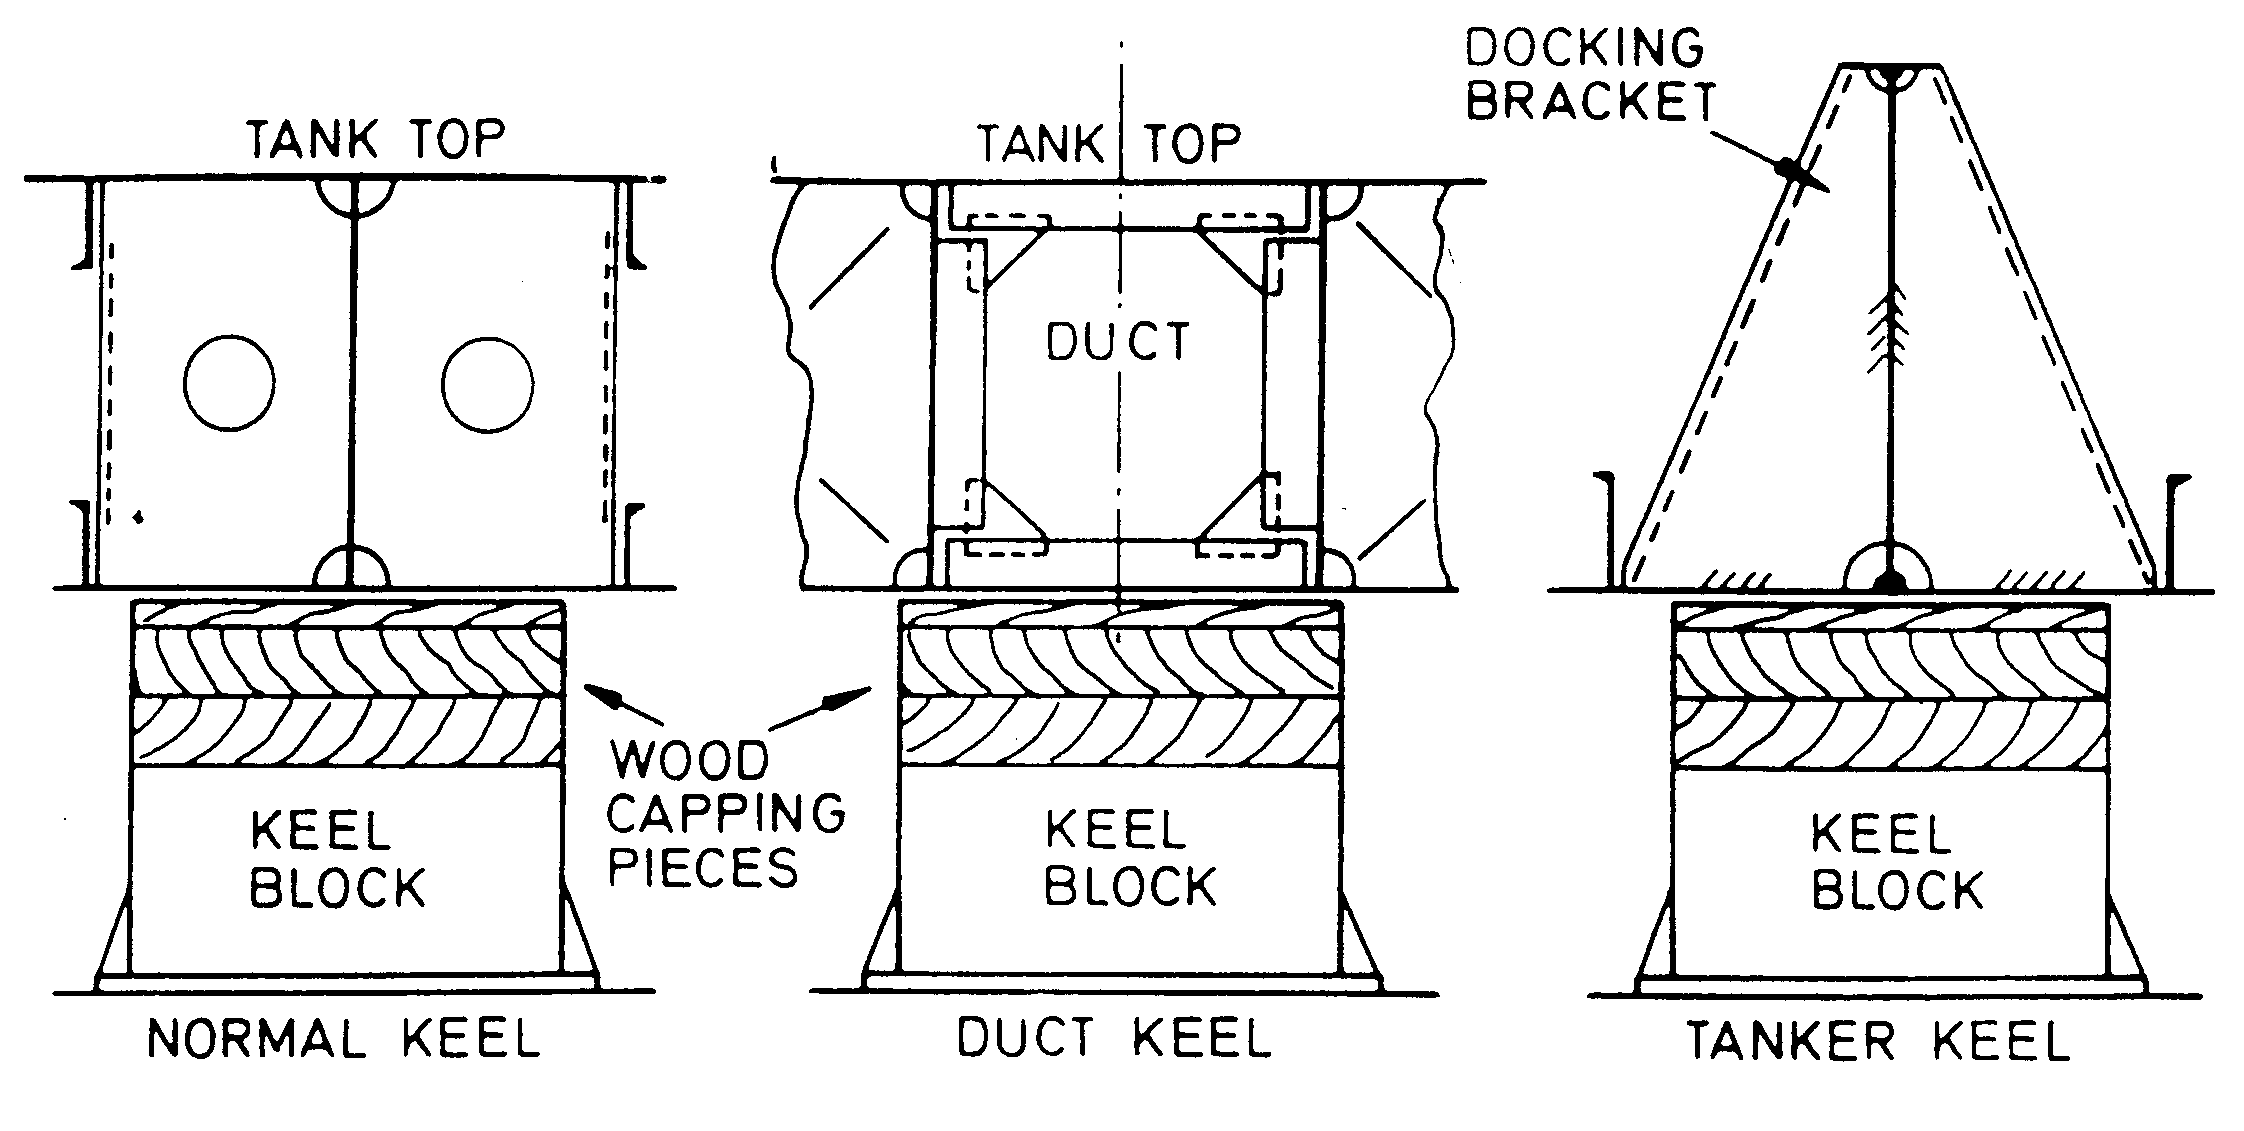 TANK TOP
KEEL
BLOCK
NORMAL KEEL
WOOD
CAPPING
PIECES
TANK TOP
DUCT
KEEL
BLOCK
DUCT KEEL
DOCKING
BRACKET
KEEL
BLOCK
TANKER KEEL